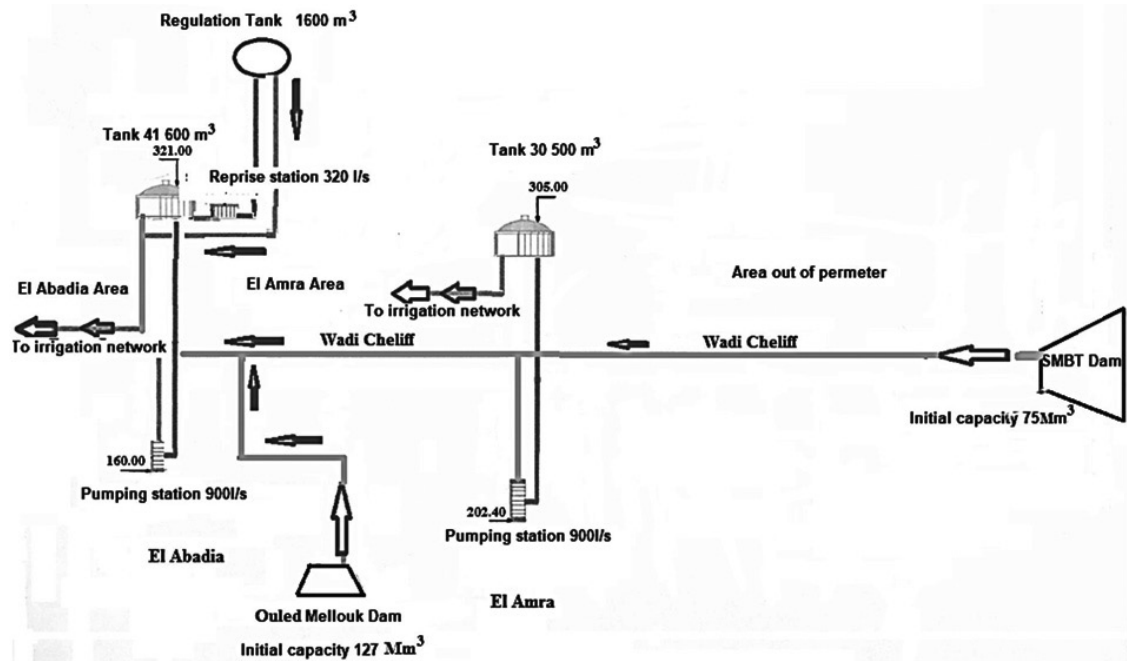 Regulation Tank 1600 m³
Tank 41 600 m³
321.00
Reprise station 320 l/s
Tank 30 500 m³
305.00
El Abadia Area
El Amra Area
Area out of permeter
To irrigation network
To irrigation network
Wadi Cheliff
Wadi Cheliff
SMBT Dam
Initial capacity 75Mm³
160.00
Pumping station 900l/s
202.40
Pumping station 900l/s
El Abadia
El Amra
Ouled Mellouk Dam
Initial capacity 127 Mm³